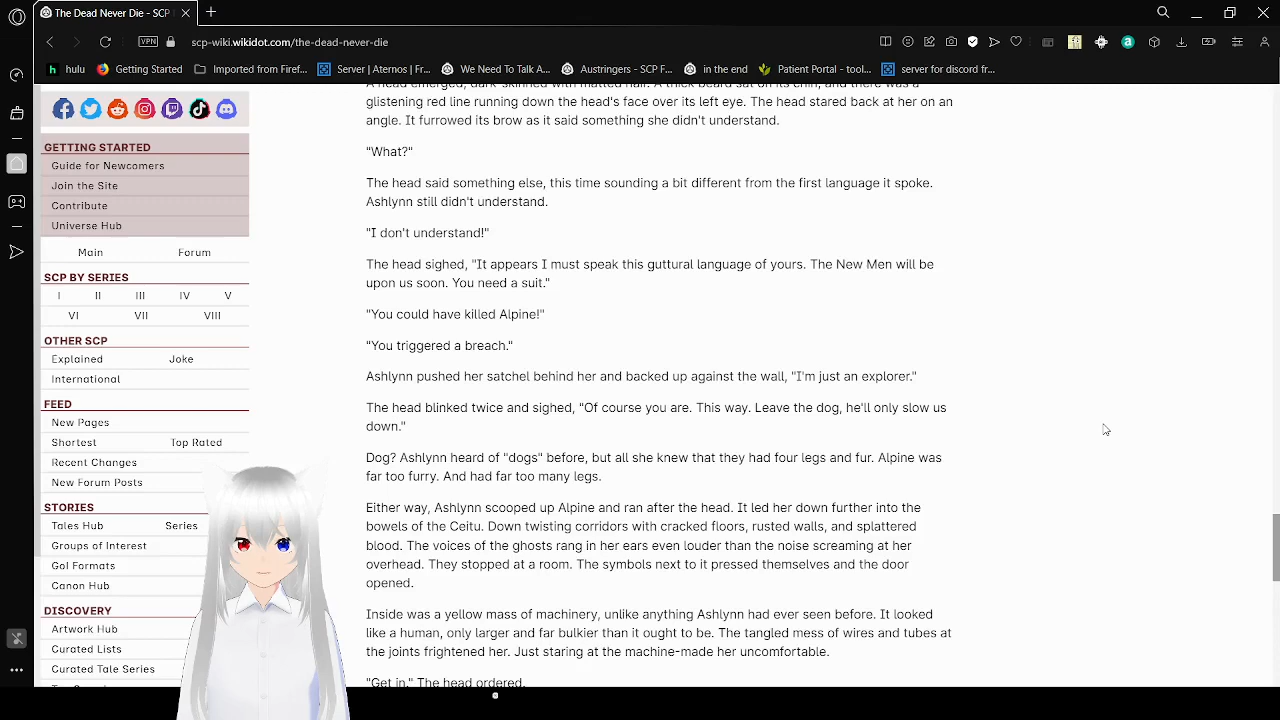 The Dead Never Die - SCP
scp-wiki.wikidot.com/the-dead-never-die
VPN
hulu
Getting Started
Imported from Firef...
Server | Aternos | Fr...
We Need To Talk A...
Austringers - SCP F...
in the end
Patient Portal - tool...
server for discord fr...
GETTING STARTED
Guide for Newcomers
Join the Site
Contribute
Universe Hub
Main Forum
SCP BY SERIES
I II III IV V
VI VII VIII
OTHER SCP
Explained Joke
International
FEED
New Pages
Shortest Top Rated
Recent Changes
New Forum Posts
STORIES
Tales Hub Series
Groups of Interest
GoI Formats
Canon Hub
DISCOVERY
Artwork Hub
Curated Lists
Curated Tale Series
A head emerged, dark-skinned with matted hair. A thick beard sat on its chin, and there was a
glistening red line running down the head's face over its left eye. The head stared back at her on an
angle. It furrowed its brow as it said something she didn't understand.
"What?"
The head said something else, this time sounding a bit different from the first language it spoke.
Ashlynn still didn't understand.
"I don't understand!"
The head sighed, "It appears I must speak this guttural language of yours. The New Men will be
upon us soon. You need a suit."
"You could have killed Alpine!"
"You triggered a breach."
Ashlynn pushed her satchel behind her and backed up against the wall, "I'm just an explorer."
The head blinked twice and sighed, "Of course you are. This way. Leave the dog, he'll only slow us
down."
Dog? Ashlynn heard of "dogs" before, but all she knew that they had four legs and fur. Alpine was
far too furry. And had far too many legs.
Either way, Ashlynn scooped up Alpine and ran after the head. It led her down further into the
bowels of the Ceitu. Down twisting corridors with cracked floors, rusted walls, and splattered
blood. The voices of the ghosts rang in her ears even louder than the noise screaming at her
overhead. They stopped at a room. The symbols next to it pressed themselves and the door
opened.
Inside was a yellow mass of machinery, unlike anything Ashlynn had ever seen before. It looked
like a human, only larger and far bulkier than it ought to be. The tangled mess of wires and tubes at
the joints frightened her. Just staring at the machine-made her uncomfortable.
"Get in," The head ordered.